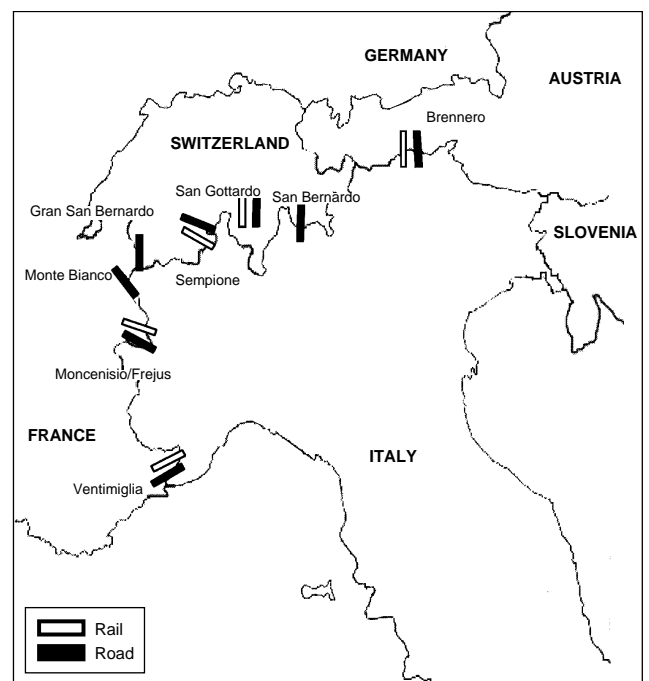 GERMANY
AUSTRIA
Brennero
SWITZERLAND
San Gottardo
San Bernàrdo
Gran San Bernardo
SLOVENIA
Monte Bianco
Sempione
Moncenisio/Frejus
FRANCE
ITALY
Ventimiglia
Rail
Road